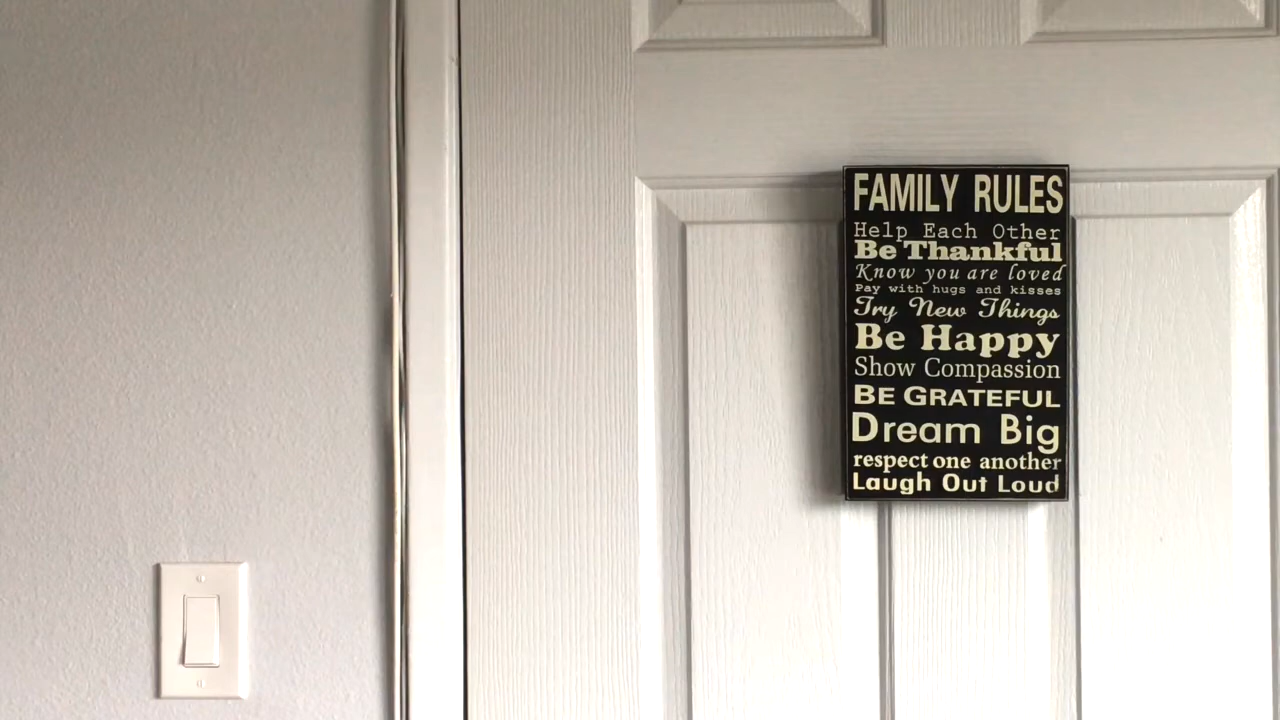 FAMILY RULES
Help Each Other
Be Thankful
Know you are loved
Pay with hugs and kisses
Try New Things
Be Happy
Show Compassion
BE GRATEFUL
Dream Big
respect one another
Laugh Out Loud